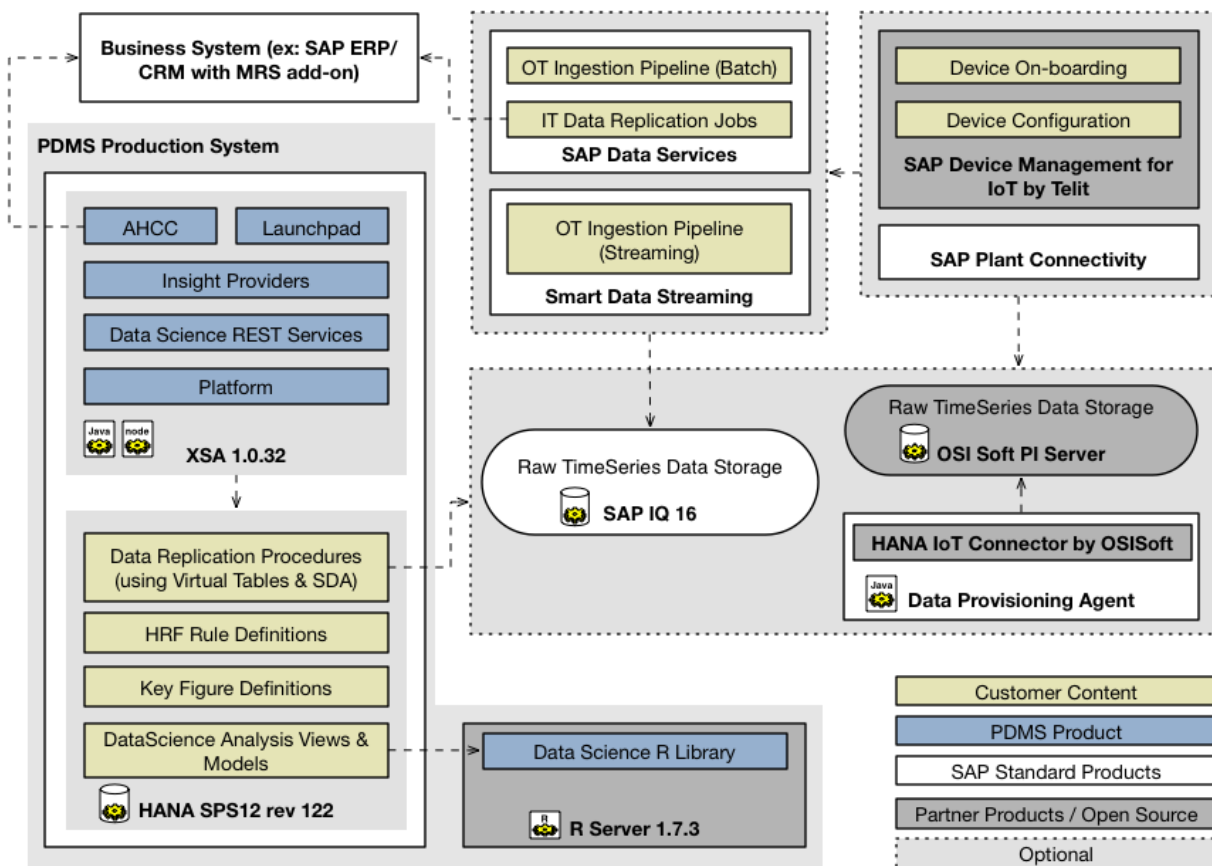 Business System (ex: SAP ERP/
CRM with MRS add-on)
PDMS Production System
AHCC
Launchpad
Insight Providers
Data Science REST Services
Platform
Java
node
XSA 1.0.32
Data Replication Procedures
(using Virtual Tables & SDA)
HRF Rule Definitions
Key Figure Definitions
DataScience Analysis Views &
Models
HANA SPS12 rev 122
OT Ingestion Pipeline (Batch)
IT Data Replication Jobs
SAP Data Services
OT Ingestion Pipeline
(Streaming)
Smart Data Streaming
Device On-boarding
Device Configuration
SAP Device Management for
IoT by Telit
SAP Plant Connectivity
Raw TimeSeries Data Storage
SAP IQ 16
Raw TimeSeries Data Storage
OSI Soft PI Server
HANA IoT Connector by OSISoft
Java
Data Provisioning Agent
Data Science R Library
R
R Server 1.7.3
Customer Content
PDMS Product
SAP Standard Products
Partner Products / Open Source
Optional